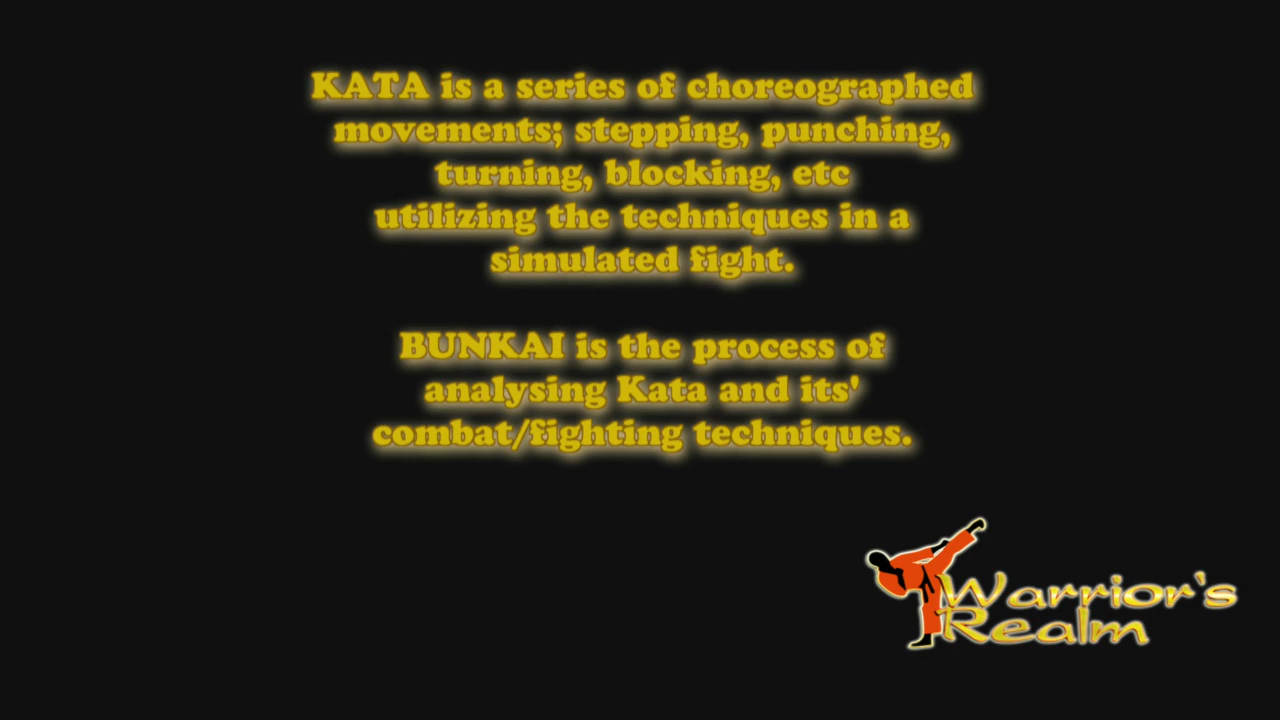 KATA is a series of choreographed
movements; stepping, punching,
turning, blocking, etc
utilizing the techniques in a
simulated fight.
BUNKAI is the process of
analysing Kata and its'
combat/fighting techniques.
Warrior's
Realm